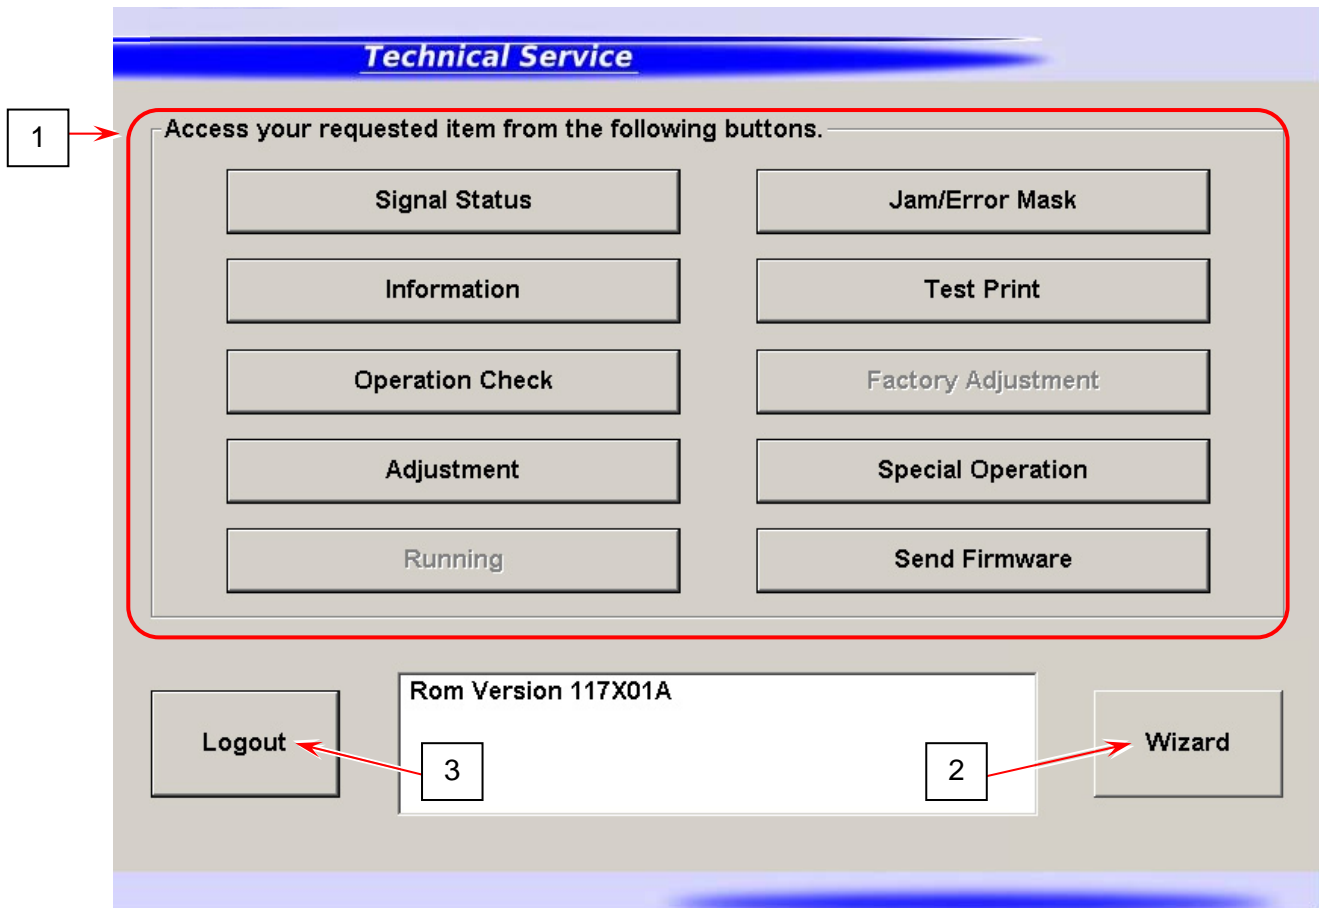 Technical Service
1
Access your requested item from the following buttons.
Signal Status
Jam/Error Mask
Information
Test Print
Operation Check
Factory Adjustment
Adjustment
Special Operation
Running
Send Firmware
Rom Version 117X01A
Logout
3
2
Wizard